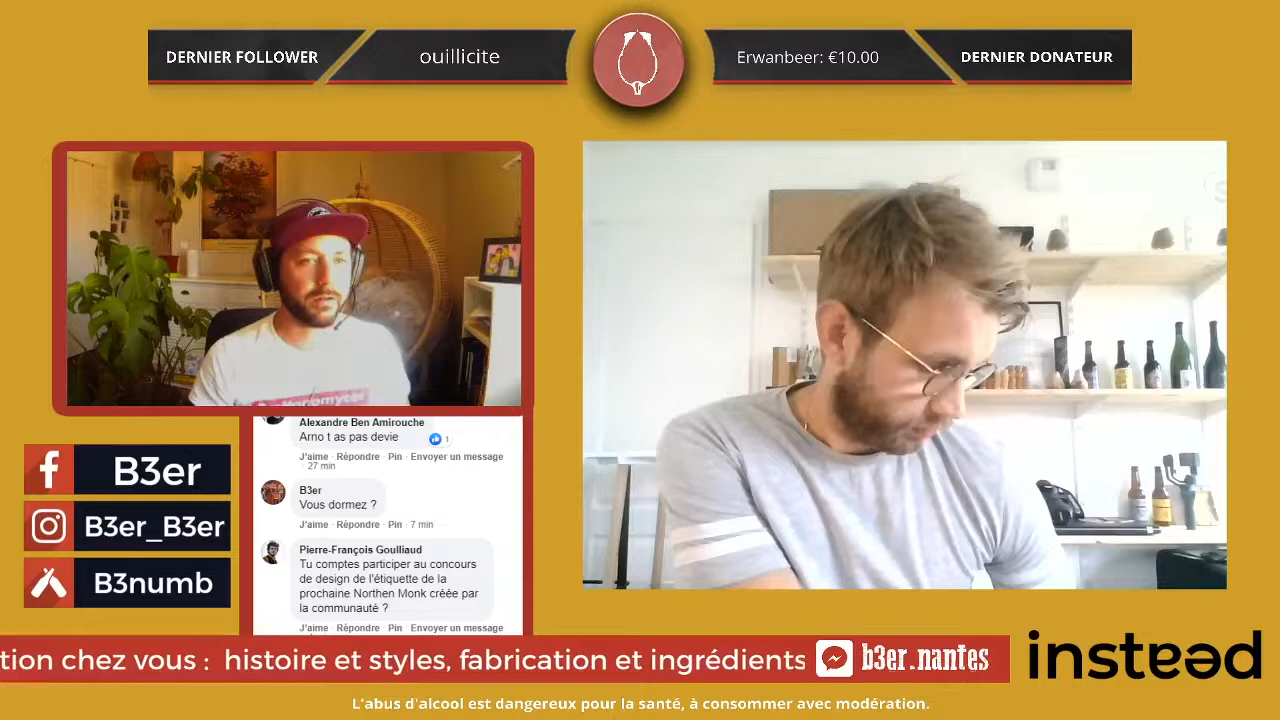 DERNIER FOLLOWER
ouillicite
Erwanbeer: €10.00
DERNIER DONATEUR
Alexandre Ben Amirouche
Arno t as pas devie
1
J'aime · Répondre · Pin · Envoyer un message
· 27 min
B3er
Vous dormez ?
J'aime · Répondre · Pin · 7 min
Pierre-François Goulliaud
Tu comptes participer au concours
de design de l'étiquette de la
prochaine Northen Monk créée par
la communauté ?
J'aime · Répondre · Pin · Envoyer un message
B3er
B3er_B3er
B3numb
tion chez vous : histoire et styles, fabrication et ingrédients
b3er.nantes
instead
L'abus d'alcool est dangereux pour la santé, à consommer avec modération.